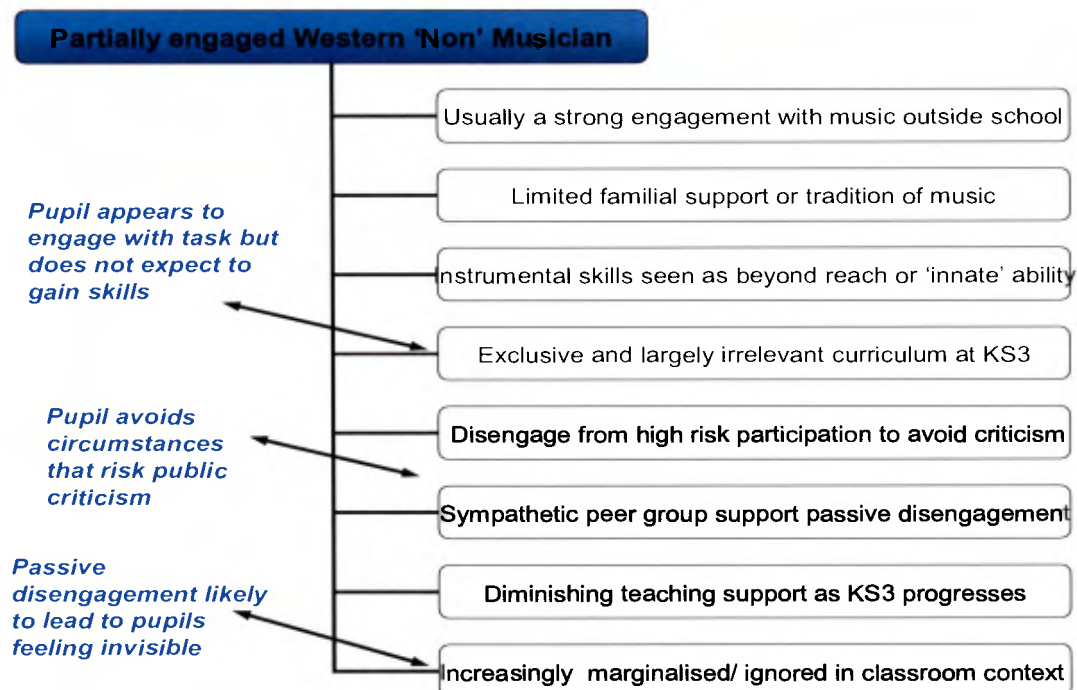 Partially engaged Western 'Non' Musician
Usually a strong engagement with music outside school
Limited familial support or tradition of music
Pupil appears to
engage with task but
does not expect to
gain skills
Instrumental skills seen as beyond reach or 'innate' ability
Exclusive and largely irrelevant curriculum at KS3
Pupil avoids
circumstances
that risk public
criticism
Disengage from high risk participation to avoid criticism
Sympathetic peer group support passive disengagement
Passive
disengagement likely
to lead to pupils
feeling invisible
Diminishing teaching support as KS3 progresses
Increasingly marginalised/ ignored in classroom context